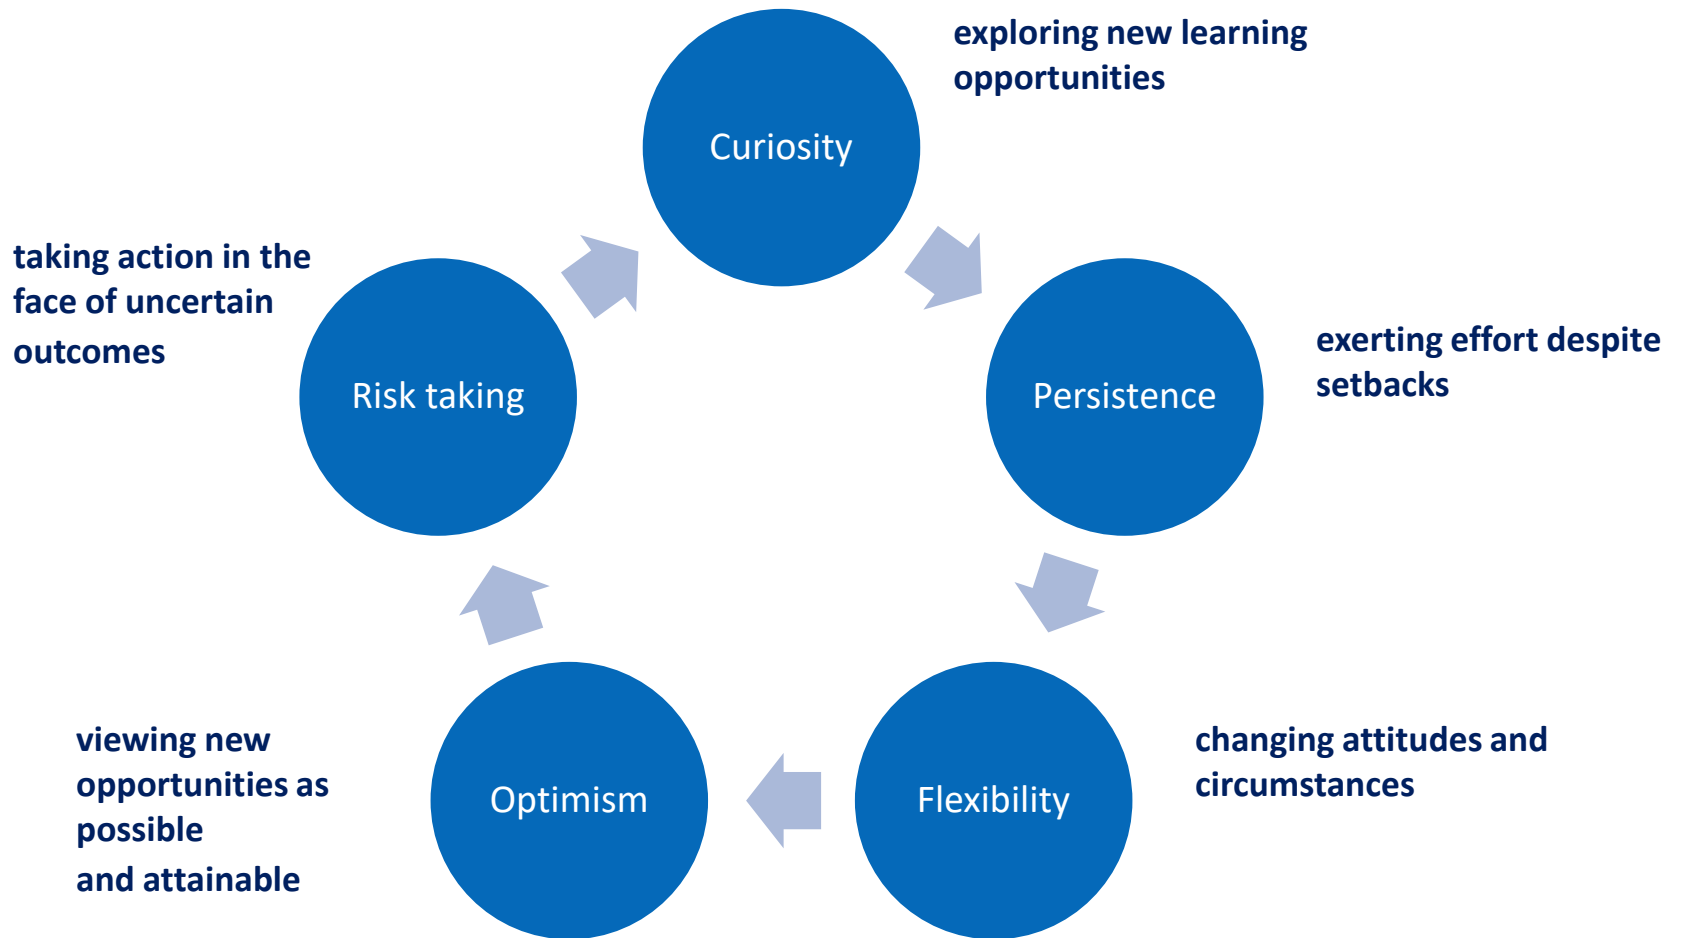 Curiosity
exploring new learning
opportunities
Persistence
exerting effort despite
setbacks
Flexibility
changing attitudes and
circumstances
Optimism
viewing new
opportunities as
possible
and attainable
Risk taking
taking action in the
face of uncertain
outcomes